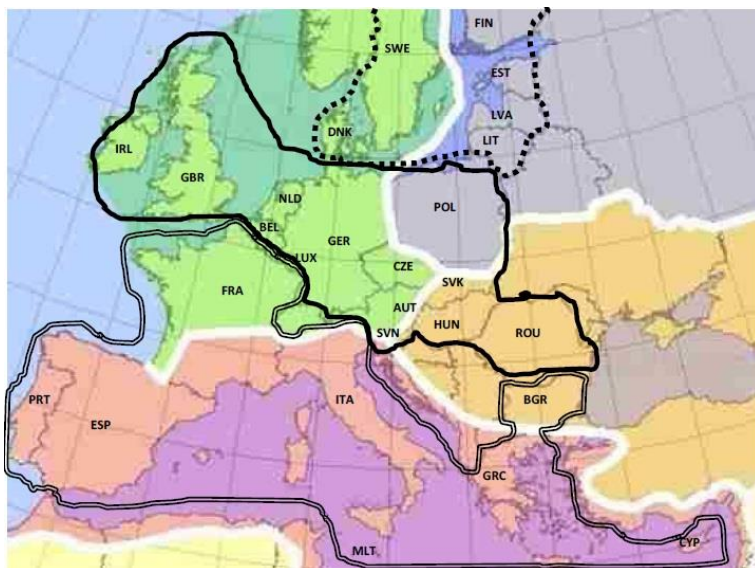 FIN
SWE
EST
LVA
DNK
LIT
IRL
GBR
NLD
POL
BEL
GER
LUX
CZE
SVK
FRA
AUT
HUN
SVN
ROU
PRT
ITA
BGR
ESP
GRC
CYP
MLT